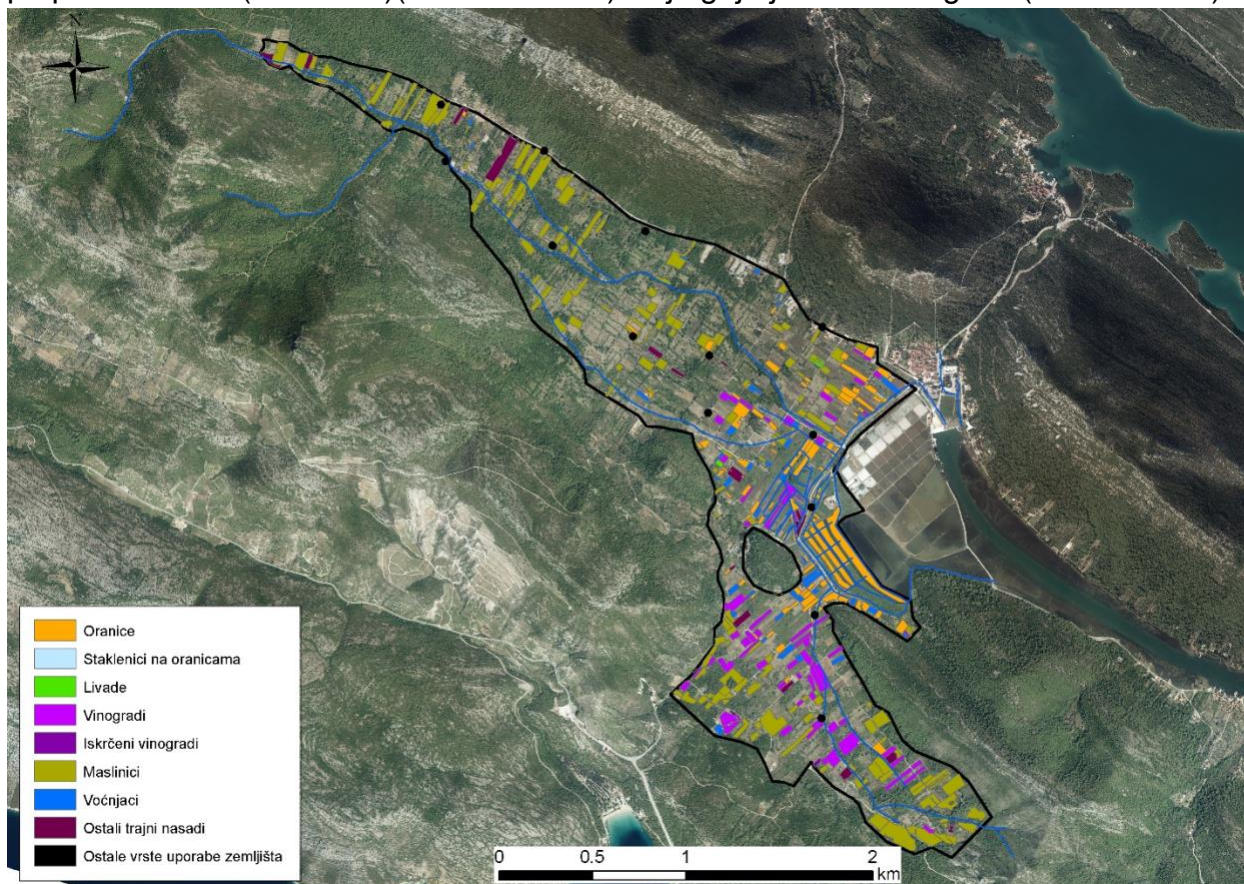 N
Oranice
Staklenici na oranicama
Livade
Vinogradi
Iskrčeni vinogradi
Maslinici
Voćnjaci
Ostali trajni nasadi
Ostale vrste uporabe zemljišta
0 0.5 1 2
km